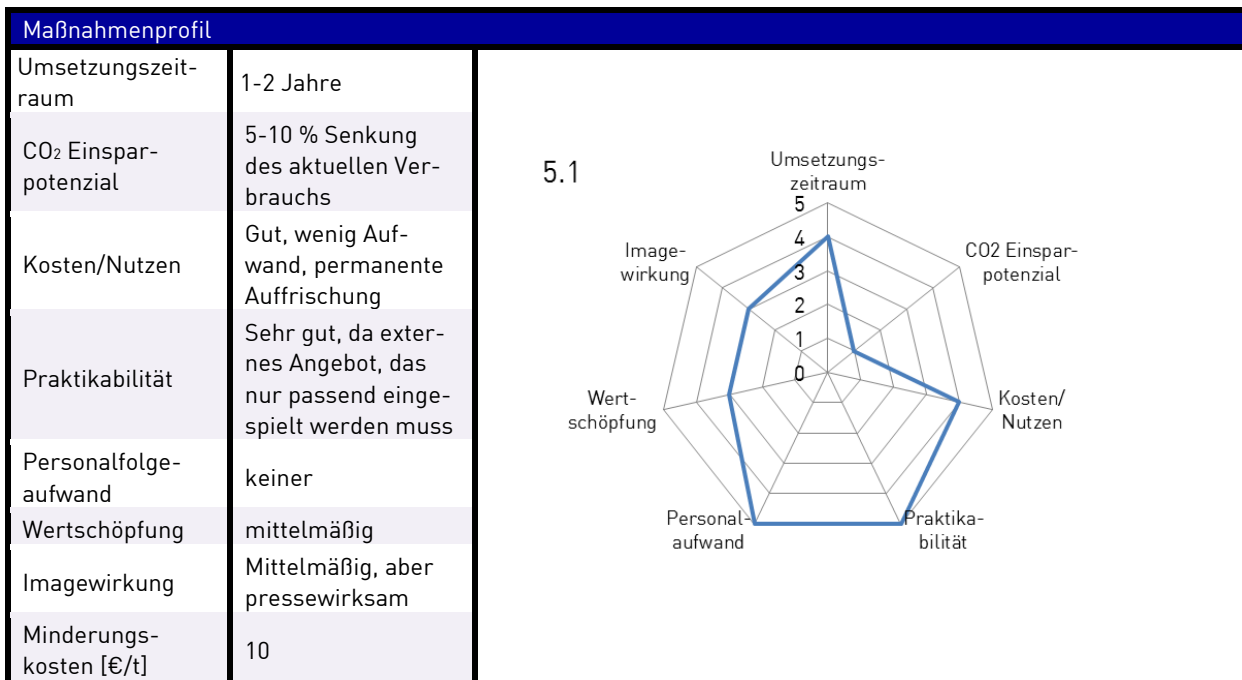 Maßnahmenprofil
Umsetzungszeit-
raum
1-2 Jahre
CO₂ Einspar-
potenzial
5-10 % Senkung
des aktuellen Ver-
brauchs
Kosten/Nutzen
Gut, wenig Auf-
wand, permanente
Auffrischung
Praktikabilität
Sehr gut, da exter-
nes Angebot, das
nur passend einge-
spielt werden muss
Personalfolge-
aufwand
keiner
Wertschöpfung
mittelmäßig
Imagewirkung
Mittelmäßig, aber
pressewirksam
Minderungs-
kosten [€/t]
10
5.1
Umsetzungs-
zeitraum
CO2 Einspar-
potenzial
Kosten/
Nutzen
Praktika-
bilität
Personal-
aufwand
Wert-
schöpfung
Image-
wirkung
5
4
3
2
1
0